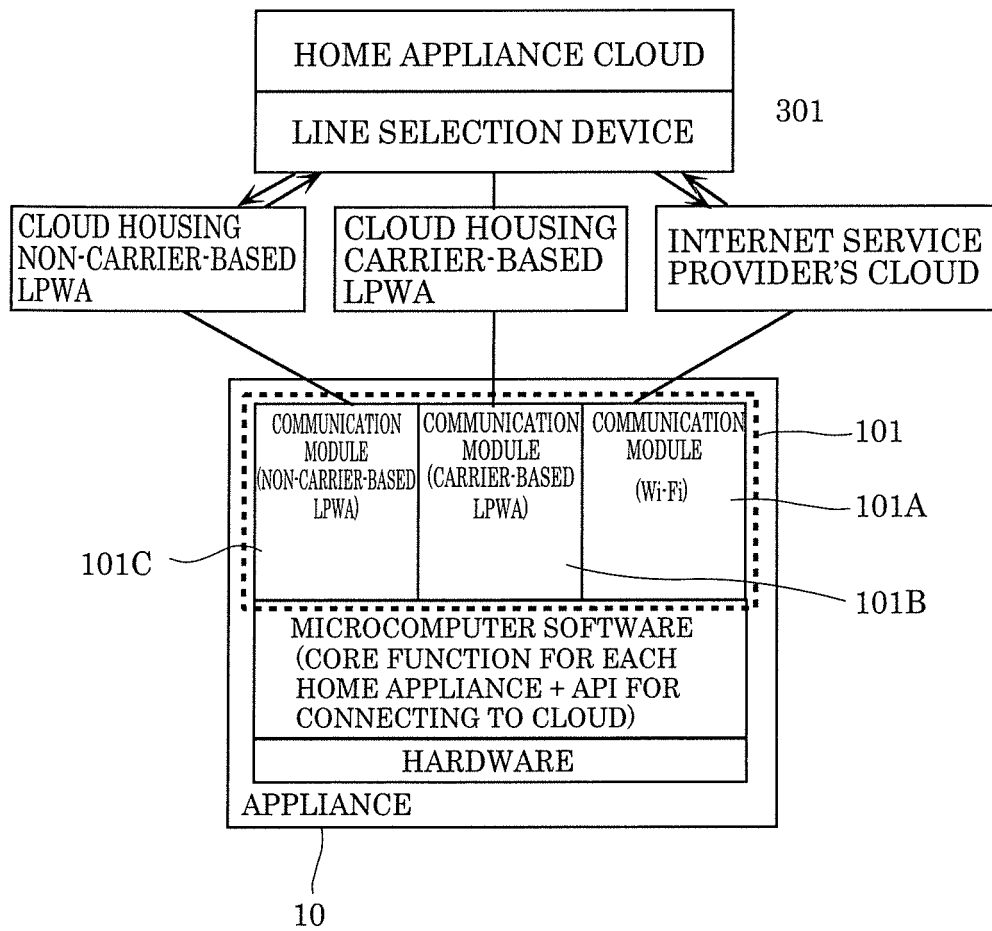 HOME APPLIANCE CLOUD
LINE SELECTION DEVICE
301
CLOUD HOUSING
NON-CARRIER-BASED
LPWA
CLOUD HOUSING
CARRIER-BASED
LPWA
INTERNET SERVICE
PROVIDER'S CLOUD
COMMUNICATION
MODULE
(NON-CARRIER-BASED
LPWA)
COMMUNICATION
MODULE
(CARRIER-BASED
LPWA)
COMMUNICATION
MODULE
(Wi-Fi)
101
101A
101C
101B
MICROCOMPUTER SOFTWARE
(CORE FUNCTION FOR EACH
HOME APPLIANCE + API FOR
CONNECTING TO CLOUD)
HARDWARE
APPLIANCE
10